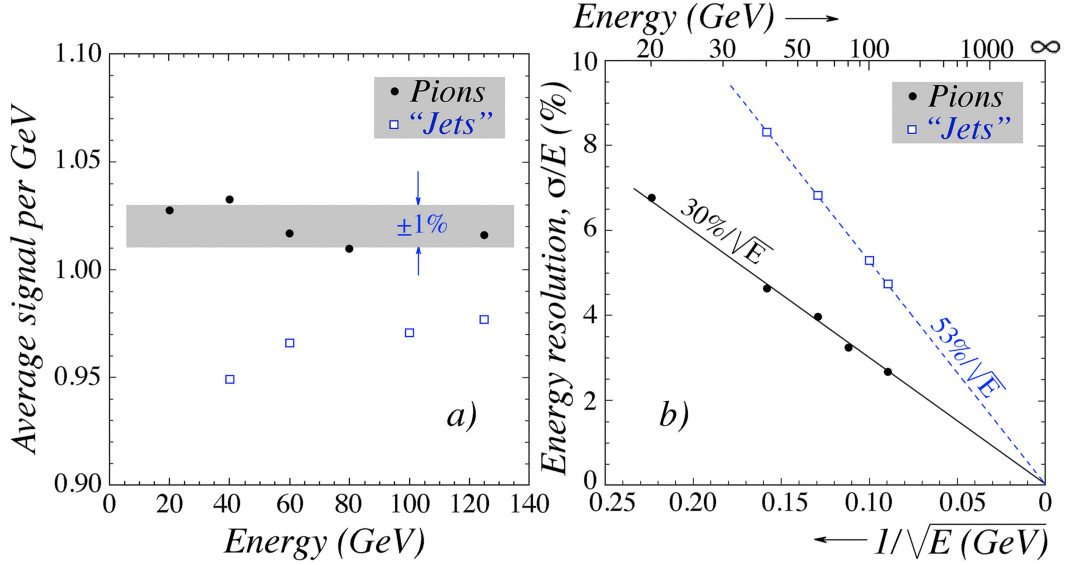 Average signal per GeV
1.10
1.05
1.00
0.95
0.90
Pions
“Jets”
±1%
a)
0 20 40 60 80 100 120 140
Energy (GeV)
Energy (GeV)
20 30 50 100 1000 ∞
Energy resolution, σ/E (%)
10
8
6
4
2
0
Pions
“Jets”
30%/√E
53%/√E
b)
0.25 0.20 0.15 0.10 0.05 0
1/√E (GeV)